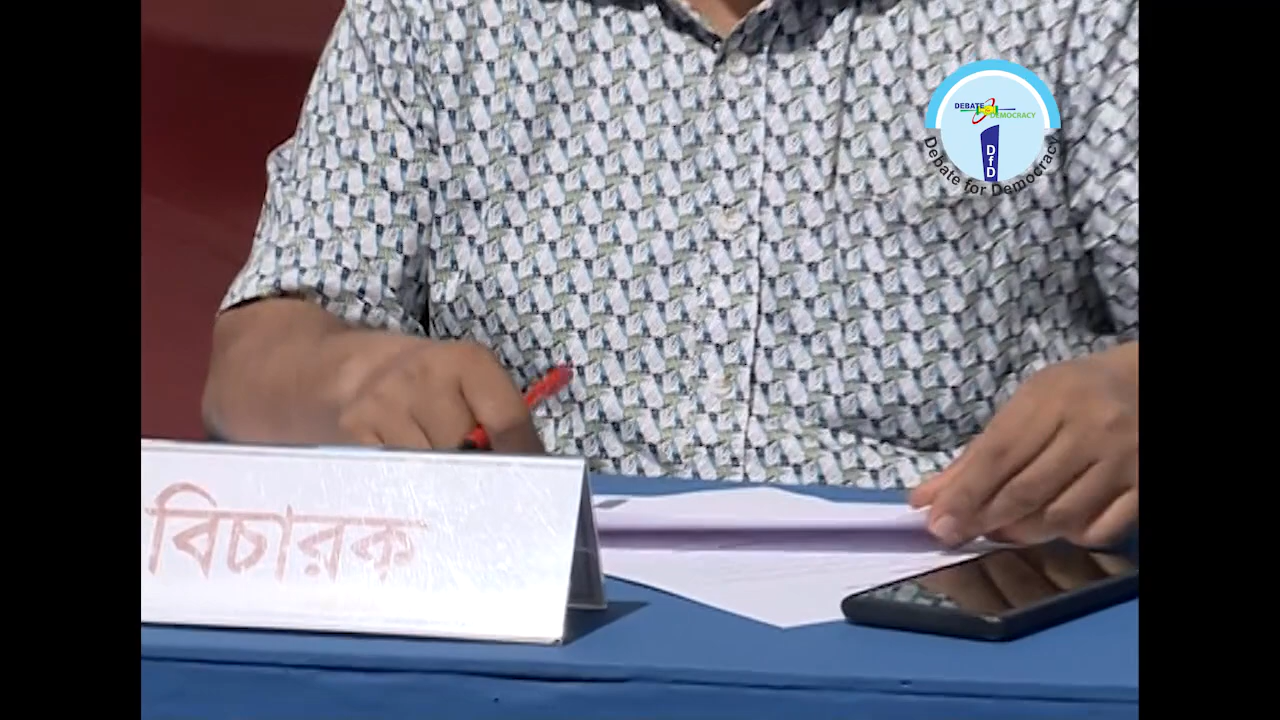 DEBATE
DEMOCRACY
DfD
Debate for Democracy
বিচারক